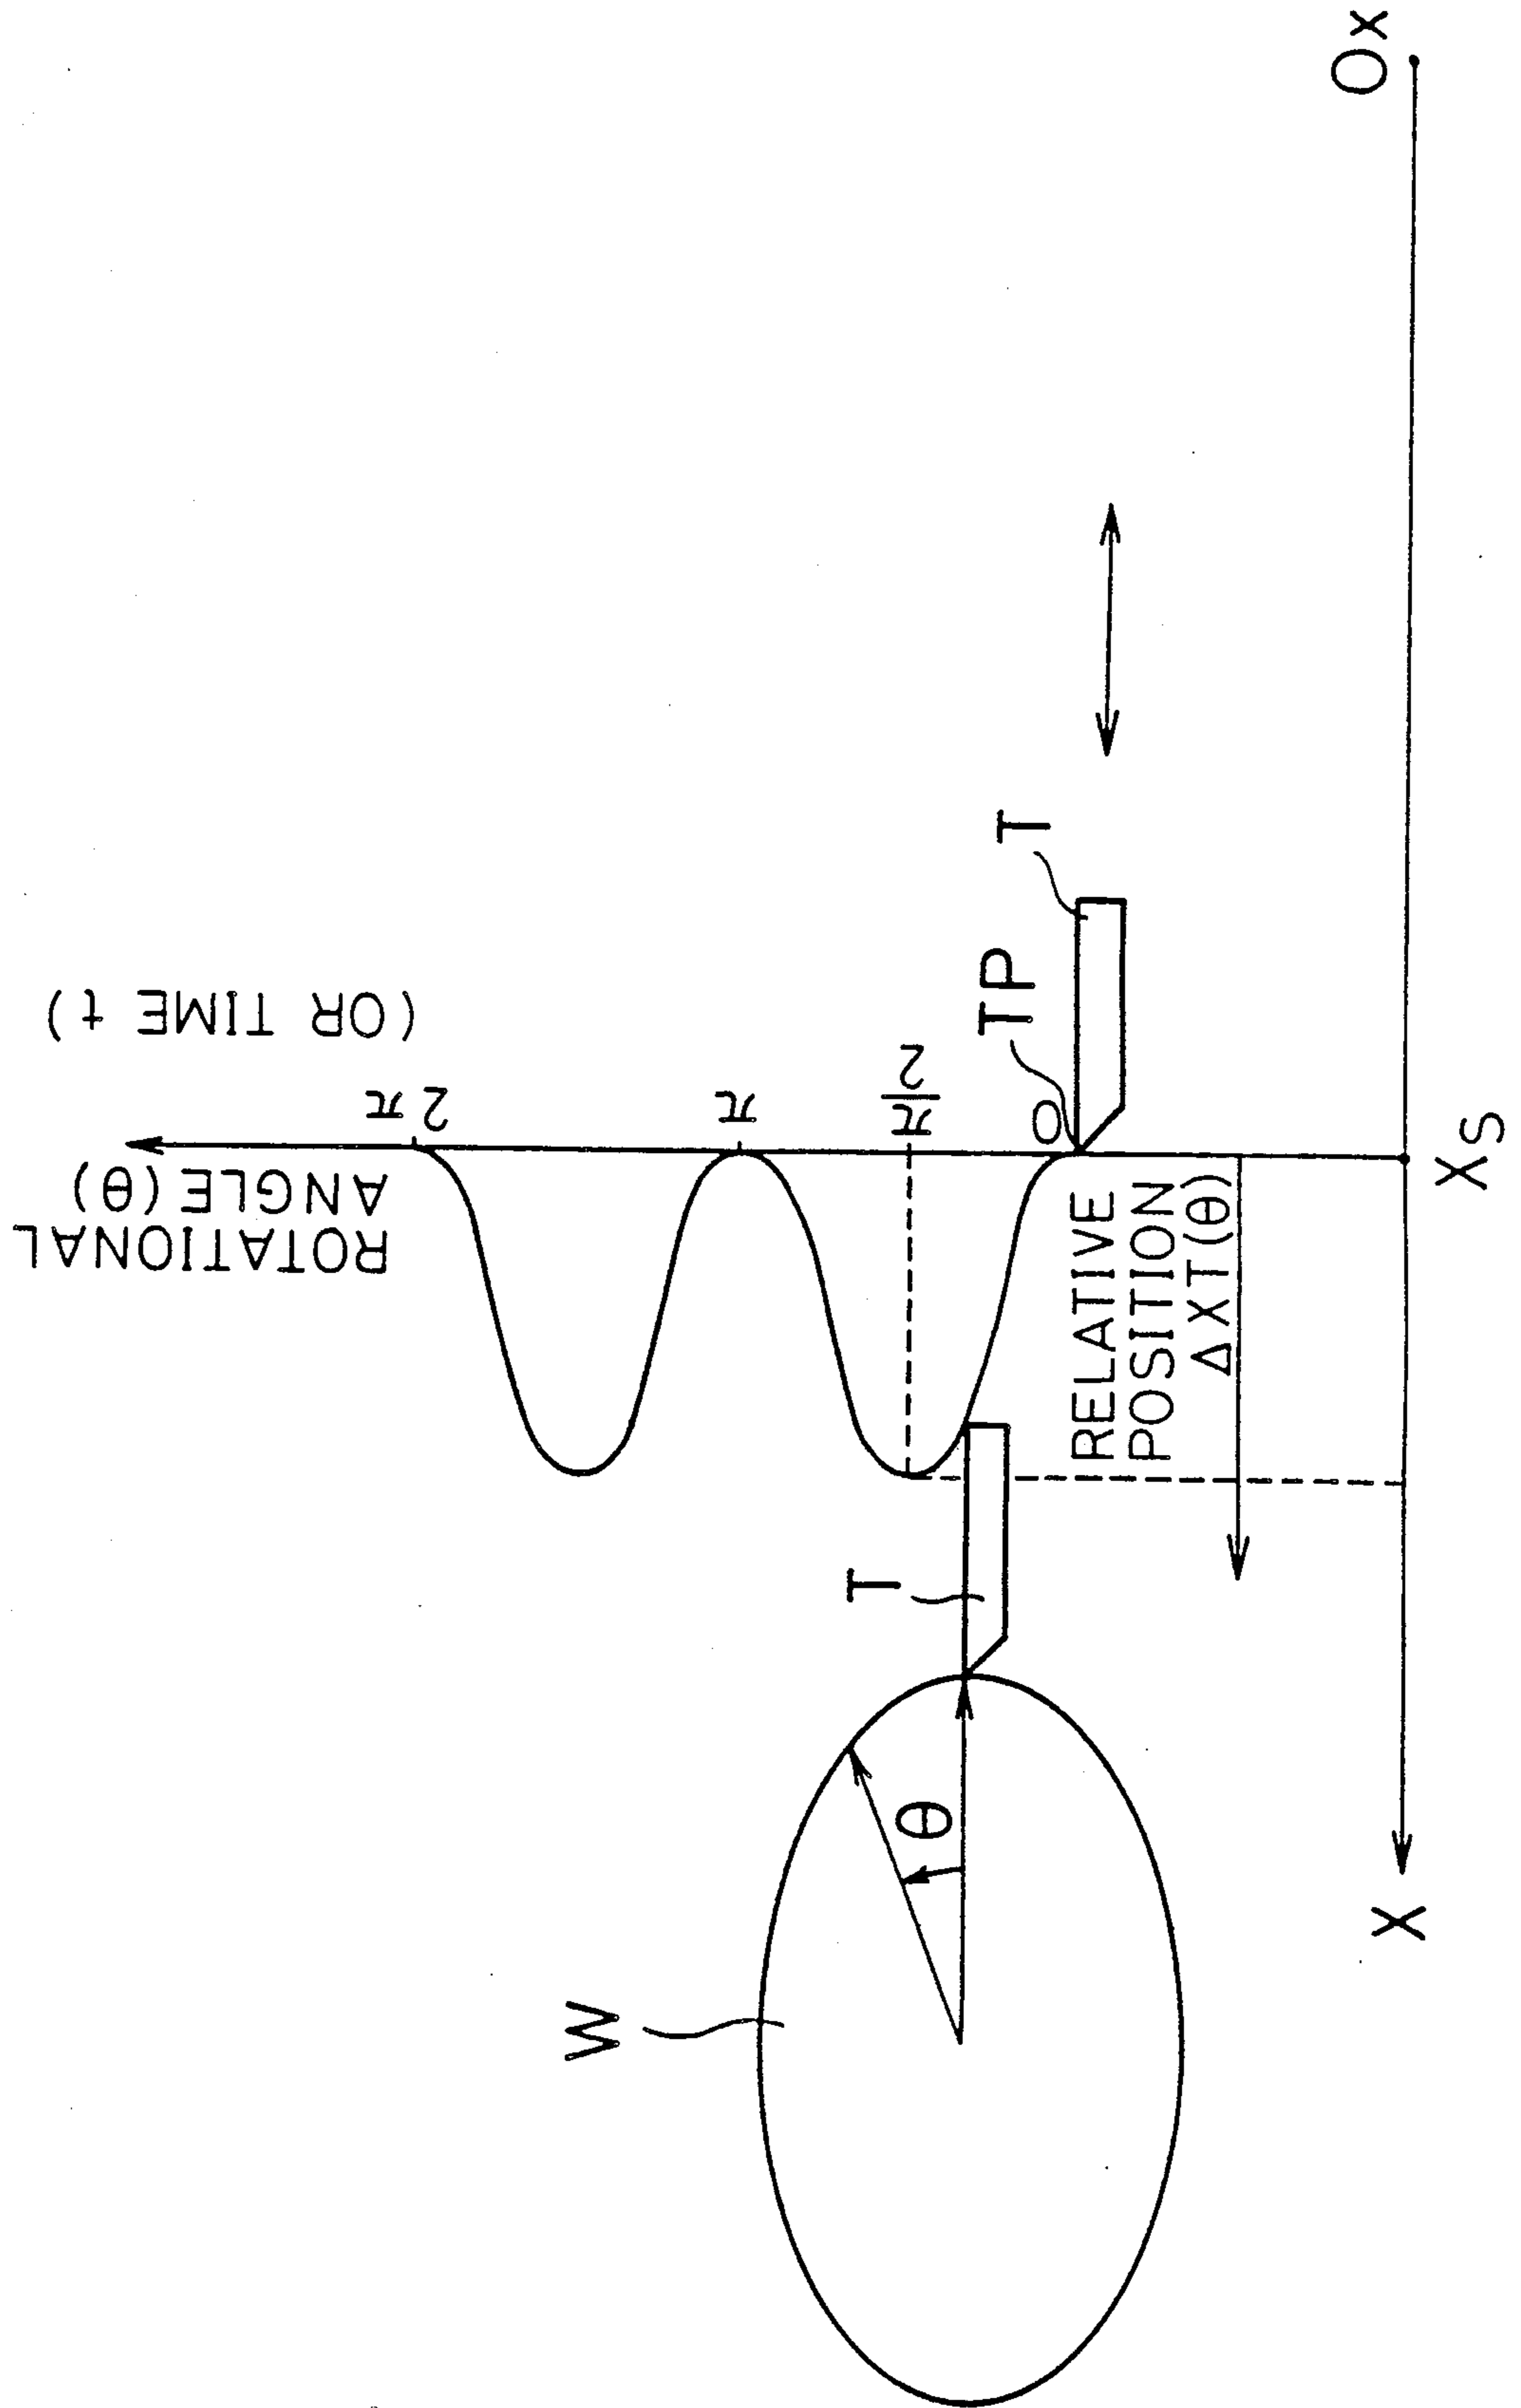 ROTATIONAL
ANGLE (θ)
(OR TIME t)
2π
π
π
2
0
TP
T
RELATIVE
POSITION
ΔXT(θ)
T
W
θ
X
XS
OX